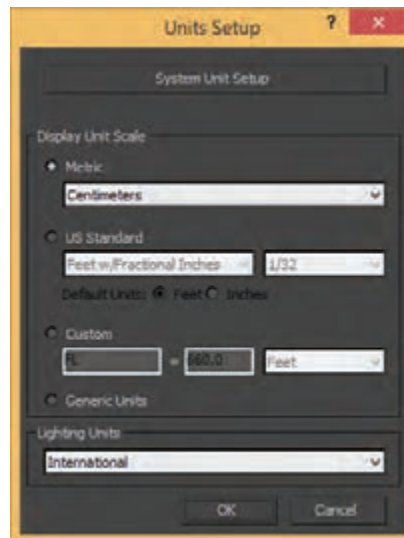 Units Setup ? ×
System Unit Setup
Display Unit Scale
Metric
Centimeters
US Standard
Feet w/Fractional Inches 1/32
Default Units: Feet Inches
Custom
FL = 660.0 Feet
Generic Units
Lighting Units
International
OK Cancel